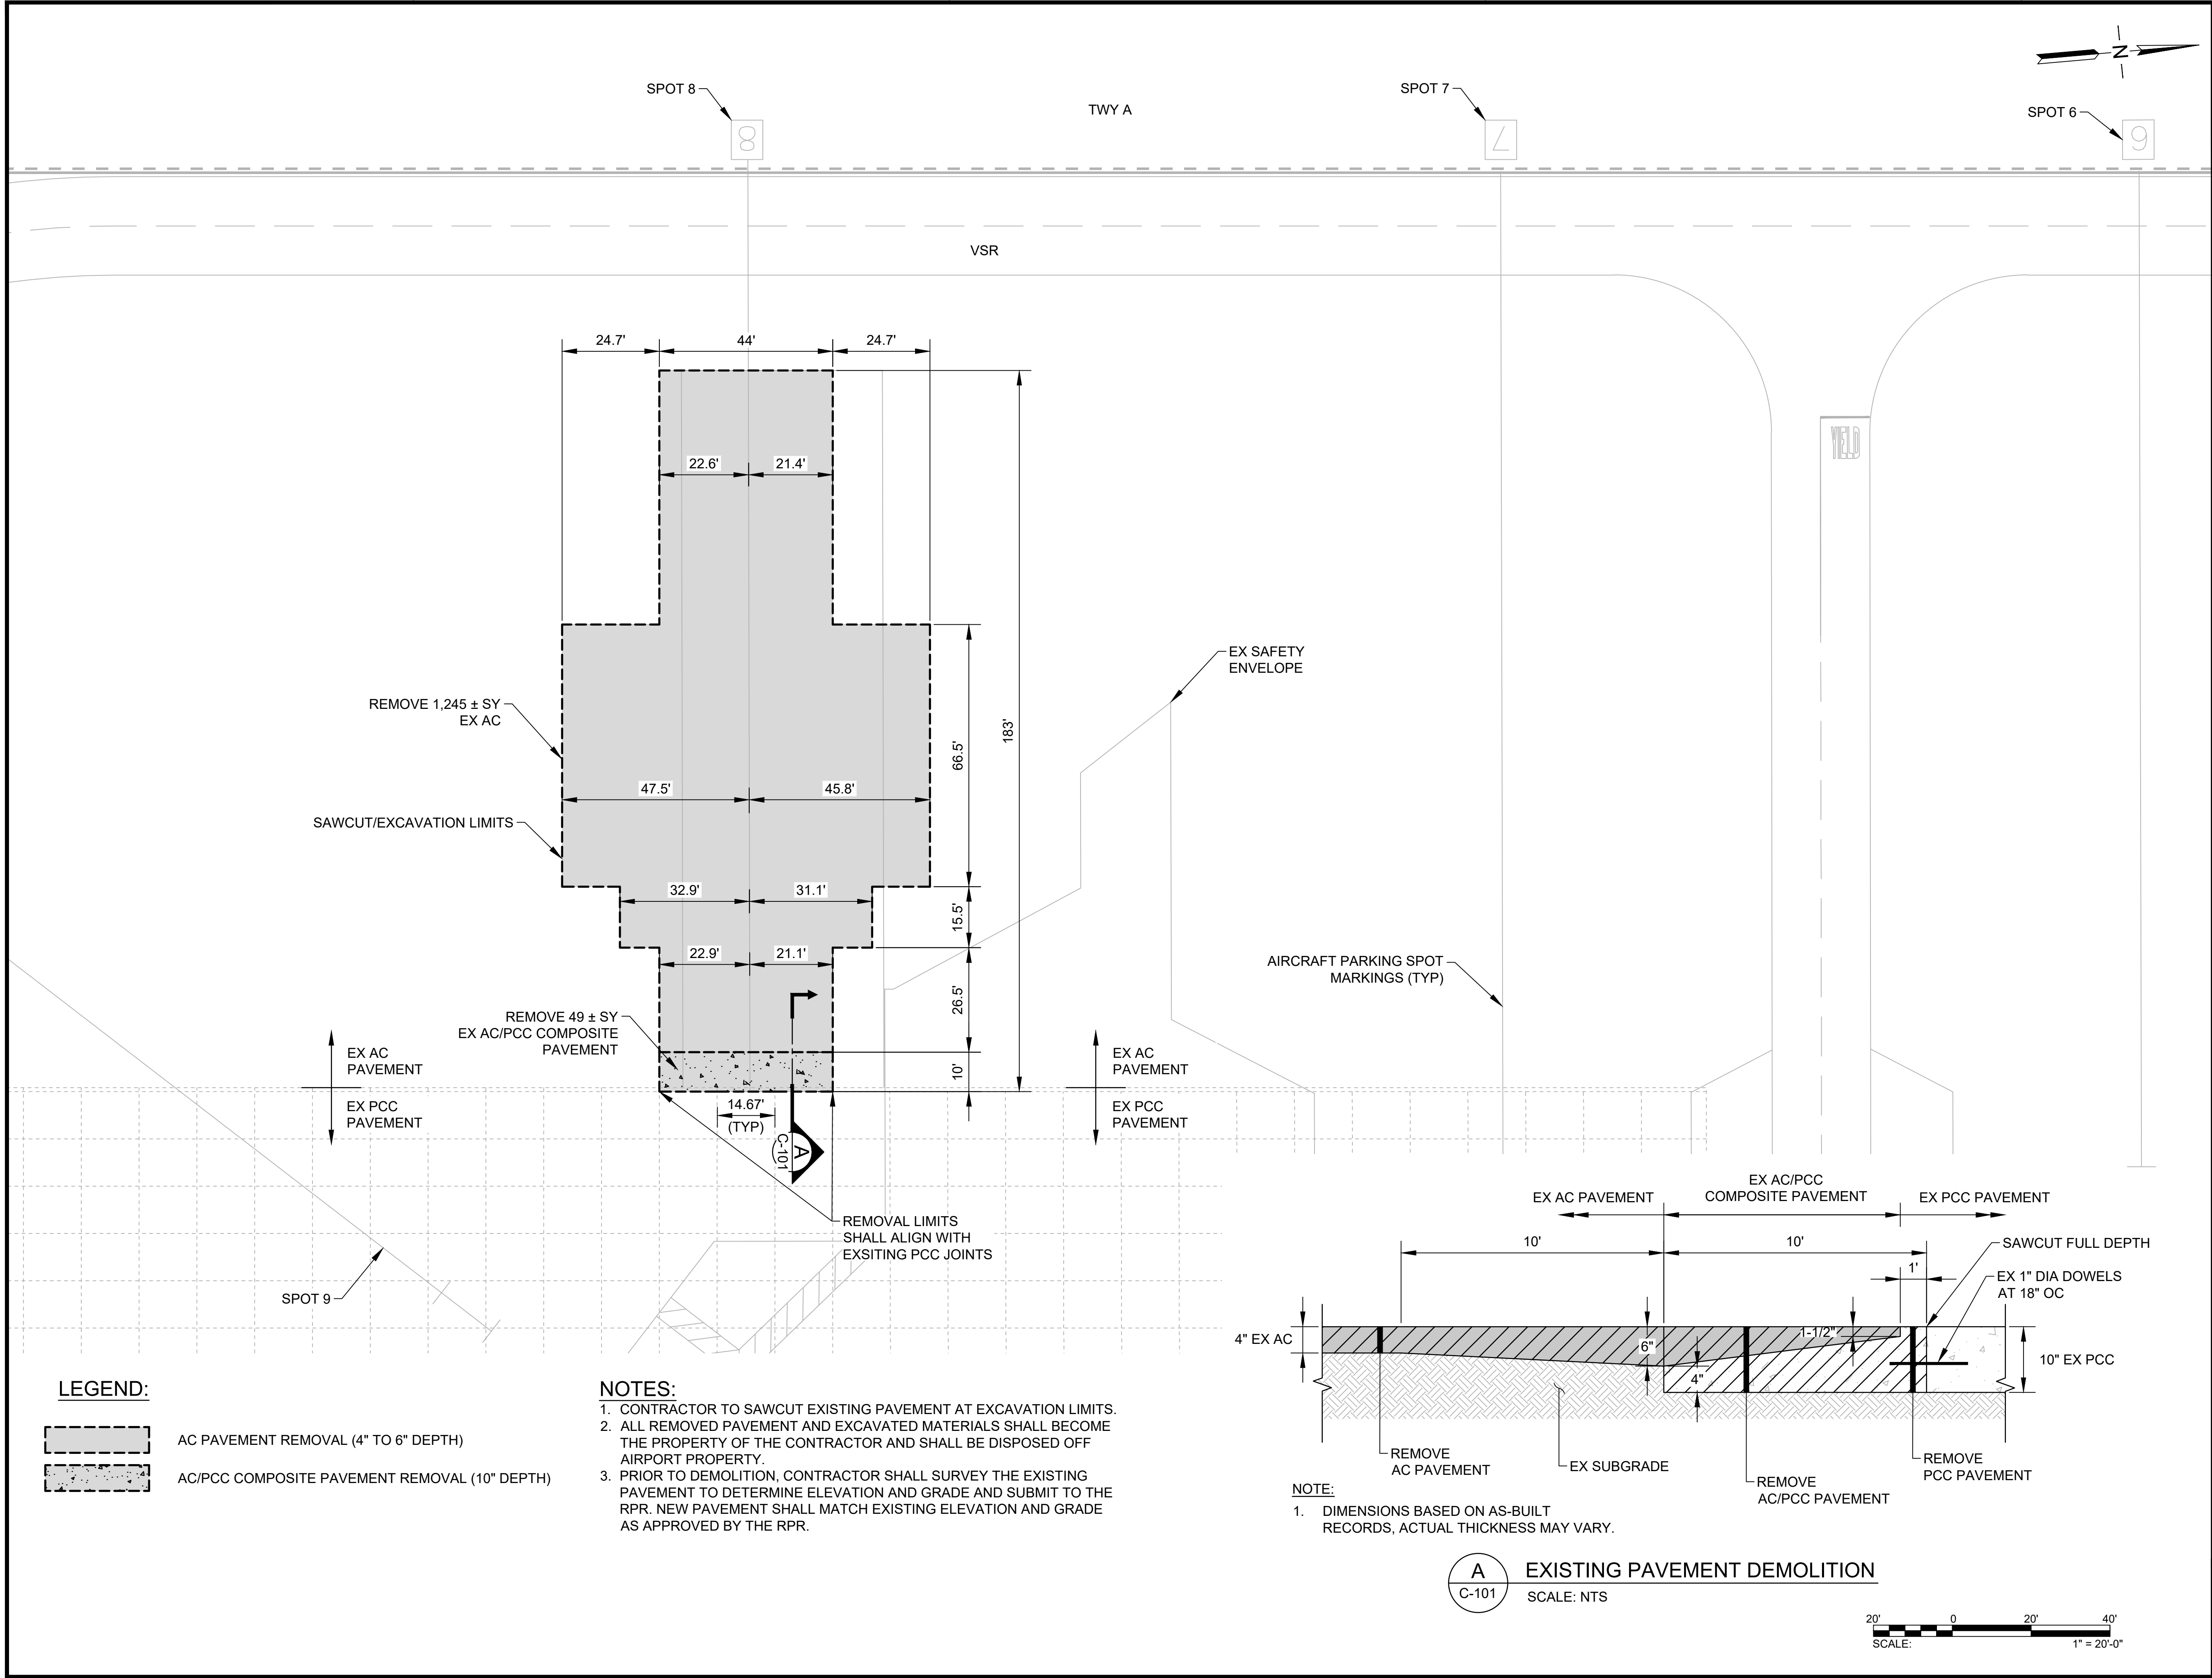 N
SPOT 8
TWY A
SPOT 7
SPOT 6
8
7
6
VSR
24.7'
44'
24.7'
YIELD
22.6'
21.4'
EX SAFETY
ENVELOPE
REMOVE 1,245 ± SY
EX AC
183'
66.5'
47.5'
45.8'
SAWCUT/EXCAVATION LIMITS
32.9'
31.1'
15.5'
22.9'
21.1'
AIRCRAFT PARKING SPOT
MARKINGS (TYP)
26.5'
REMOVE 49 ± SY
EX AC/PCC COMPOSITE
PAVEMENT
EX AC
PAVEMENT
EX PCC
PAVEMENT
10'
EX AC
PAVEMENT
EX PCC
PAVEMENT
14.67'
(TYP)
A
C-101
REMOVAL LIMITS
SHALL ALIGN WITH
EXSITING PCC JOINTS
SPOT 9
EX AC PAVEMENT
EX AC/PCC
COMPOSITE PAVEMENT
EX PCC PAVEMENT
10'
10'
SAWCUT FULL DEPTH
1'
EX 1" DIA DOWELS
AT 18" OC
4" EX AC
6"
1-1/2"
4"
10" EX PCC
REMOVE
AC PAVEMENT
EX SUBGRADE
REMOVE
AC/PCC PAVEMENT
REMOVE
PCC PAVEMENT
NOTE:
1. DIMENSIONS BASED ON AS-BUILT
RECORDS, ACTUAL THICKNESS MAY VARY.
A
C-101
EXISTING PAVEMENT DEMOLITION
SCALE: NTS
LEGEND:
AC PAVEMENT REMOVAL (4" TO 6" DEPTH)
AC/PCC COMPOSITE PAVEMENT REMOVAL (10" DEPTH)
NOTES:
1. CONTRACTOR TO SAWCUT EXISTING PAVEMENT AT EXCAVATION LIMITS.
2. ALL REMOVED PAVEMENT AND EXCAVATED MATERIALS SHALL BECOME
THE PROPERTY OF THE CONTRACTOR AND SHALL BE DISPOSED OFF
AIRPORT PROPERTY.
3. PRIOR TO DEMOLITION, CONTRACTOR SHALL SURVEY THE EXISTING
PAVEMENT TO DETERMINE ELEVATION AND GRADE AND SUBMIT TO THE
RPR. NEW PAVEMENT SHALL MATCH EXISTING ELEVATION AND GRADE
AS APPROVED BY THE RPR.
20' 0 20' 40'
SCALE: 1" = 20'-0"